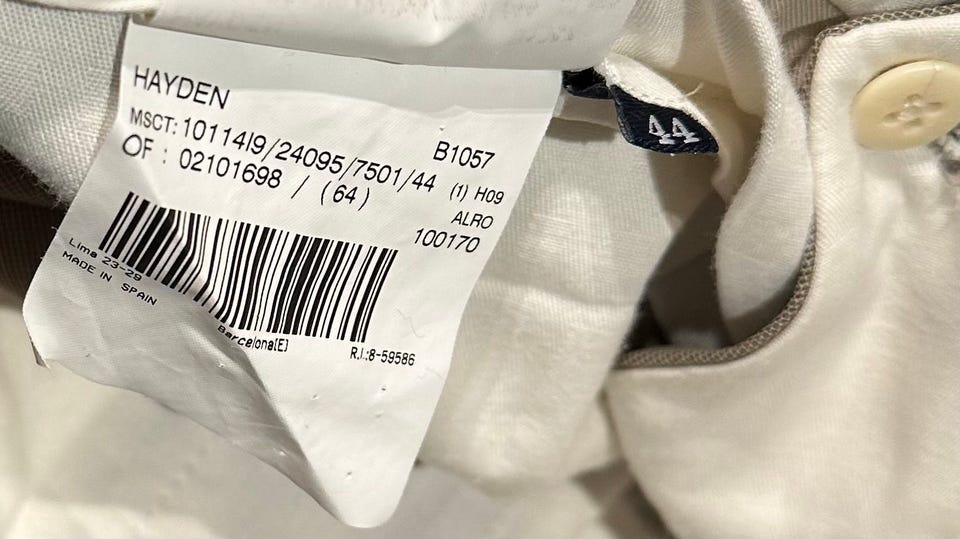 HAYDEN
MSCT: 10114I9/24095/7501/44
OF : 02101698 / (64)
B1057
(1) H09
ALRO
100170
Lima 23-29
MADE IN SPAIN
Barcelona[E]
R.I.:8-59586
44